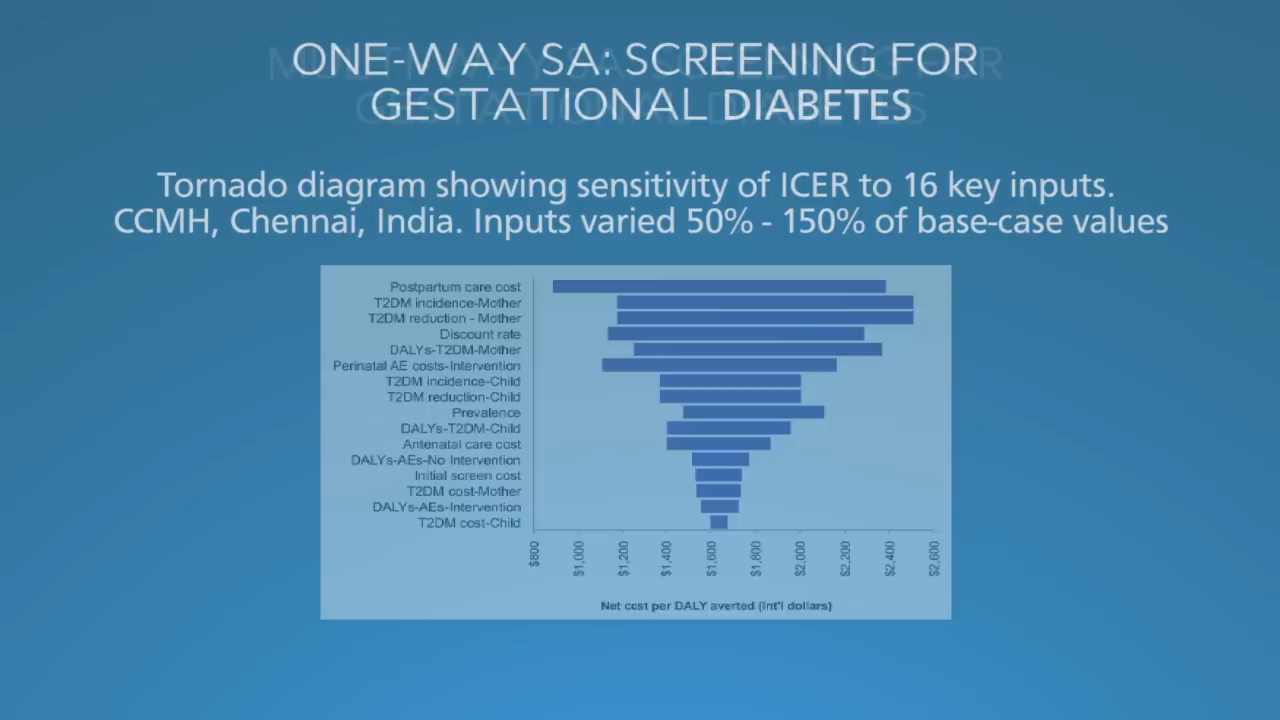 ONE-WAY SA: SCREENING FOR
GESTATIONAL DIABETES
Tornado diagram showing sensitivity of ICER to 16 key inputs.
CCMH, Chennai, India. Inputs varied 50% - 150% of base-case values
Postpartum care cost
T2DM incidence-Mother
T2DM reduction - Mother
Discount rate
DALYs-T2DM-Mother
Perinatal AE costs-Intervention
T2DM incidence-Child
T2DM reduction-Child
Prevalence
DALYs-T2DM-Child
Antenatal care cost
DALYs-AEs-No Intervention
Initial screen cost
T2DM cost-Mother
DALYs-AEs-Intervention
T2DM cost-Child
$800
$1,000
$1,200
$1,400
$1,600
$1,800
$2,000
$2,200
$2,400
$2,600
Net cost per DALY averted (Int'l dollars)